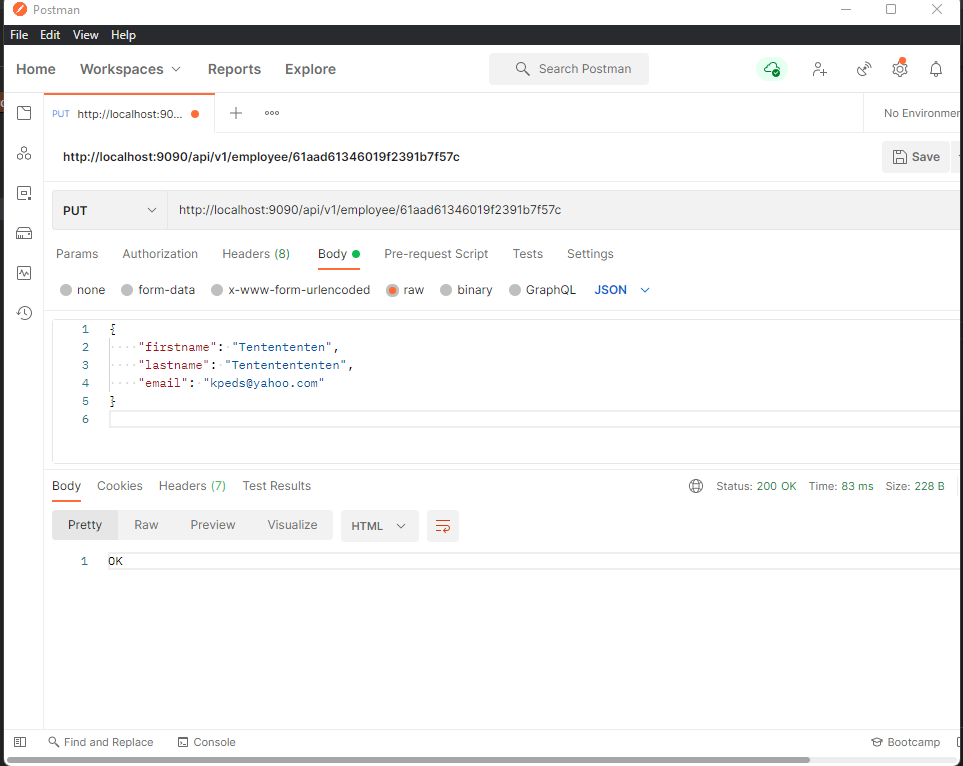 Postman
File Edit View Help
Home Workspaces Reports Explore Search Postman
PUT http://localhost:90... No Environmen
http://localhost:9090/api/v1/employee/61aad61346019f2391b7f57c Save
PUT http://localhost:9090/api/v1/employee/61aad61346019f2391b7f57c
Params Authorization Headers (8) Body Pre-request Script Tests Settings
none form-data x-www-form-urlencoded raw binary GraphQL JSON
1 {
2 "firstname": "Tentententen",
3 "lastname": "Tententententen",
4 "email": "kpeds@yahoo.com"
5 }
6
Body Cookies Headers (7) Test Results Status: 200 OK Time: 83 ms Size: 228 B
Pretty Raw Preview Visualize HTML
1 OK
Find and Replace Console Bootcamp